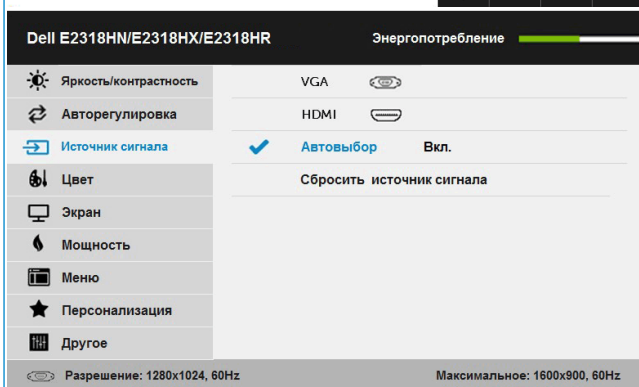 Dell E2318HN/E2318HX/E2318HR Энергопотребление
Яркость/контрастность VGA
Авторегулировка HDMI
Источник сигнала Автовыбор Вкл.
Цвет Сбросить источник сигнала
Экран
Мощность
Меню
Персонализация
Другое
Разрешение: 1280x1024, 60Hz Максимальное: 1600x900, 60Hz